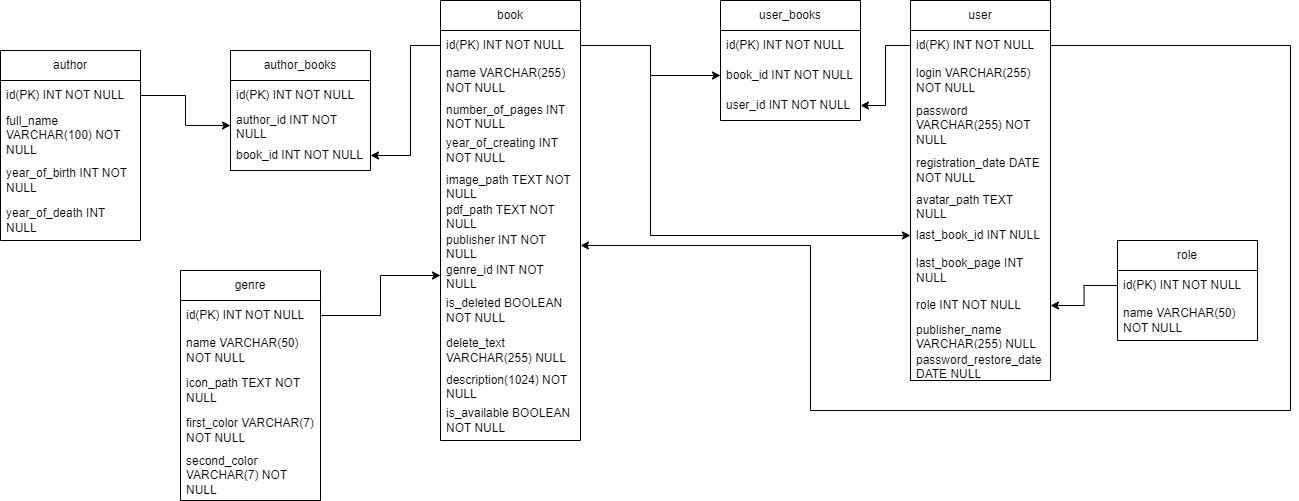 author
id(PK) INT NOT NULL
full_name
VARCHAR(100) NOT
NULL
year_of_birth INT NOT
NULL
year_of_death INT
NULL
author_books
id(PK) INT NOT NULL
author_id INT NOT
NULL
book_id INT NOT NULL
genre
id(PK) INT NOT NULL
name VARCHAR(50)
NOT NULL
icon_path TEXT NOT
NULL
first_color VARCHAR(7)
NOT NULL
second_color
VARCHAR(7) NOT
NULL
book
id(PK) INT NOT NULL
name VARCHAR(255)
NOT NULL
number_of_pages INT
NOT NULL
year_of_creating INT
NOT NULL
image_path TEXT NOT
NULL
pdf_path TEXT NOT
NULL
publisher INT NOT
NULL
genre_id INT NOT
NULL
is_deleted BOOLEAN
NOT NULL
delete_text
VARCHAR(255) NULL
description(1024) NOT
NULL
is_available BOOLEAN
NOT NULL
user_books
id(PK) INT NOT NULL
book_id INT NOT NULL
user_id INT NOT NULL
user
id(PK) INT NOT NULL
login VARCHAR(255)
NOT NULL
password
VARCHAR(255) NOT
NULL
registration_date DATE
NOT NULL
avatar_path TEXT
NULL
last_book_id INT NULL
last_book_page INT
NULL
role INT NOT NULL
publisher_name
VARCHAR(255) NULL
password_restore_date
DATE NULL
role
id(PK) INT NOT NULL
name VARCHAR(50)
NOT NULL